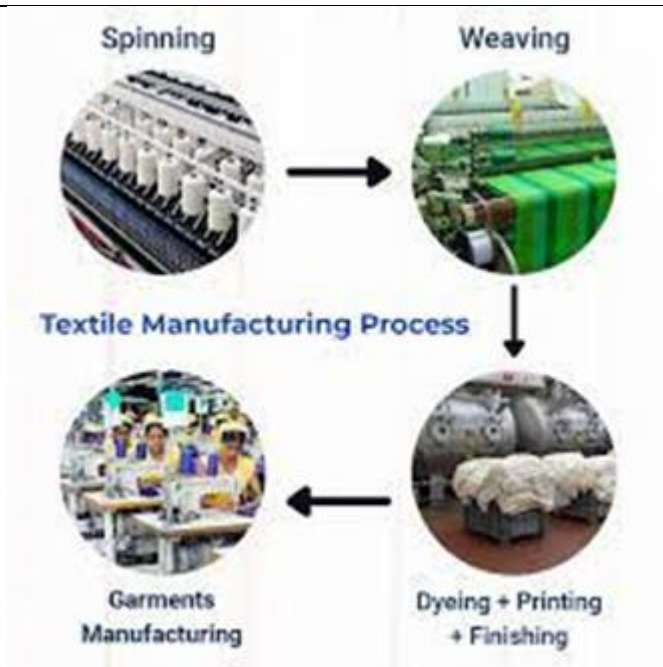 Spinning
Weaving
Textile Manufacturing Process
Garments
Manufacturing
Dyeing + Printing
+ Finishing